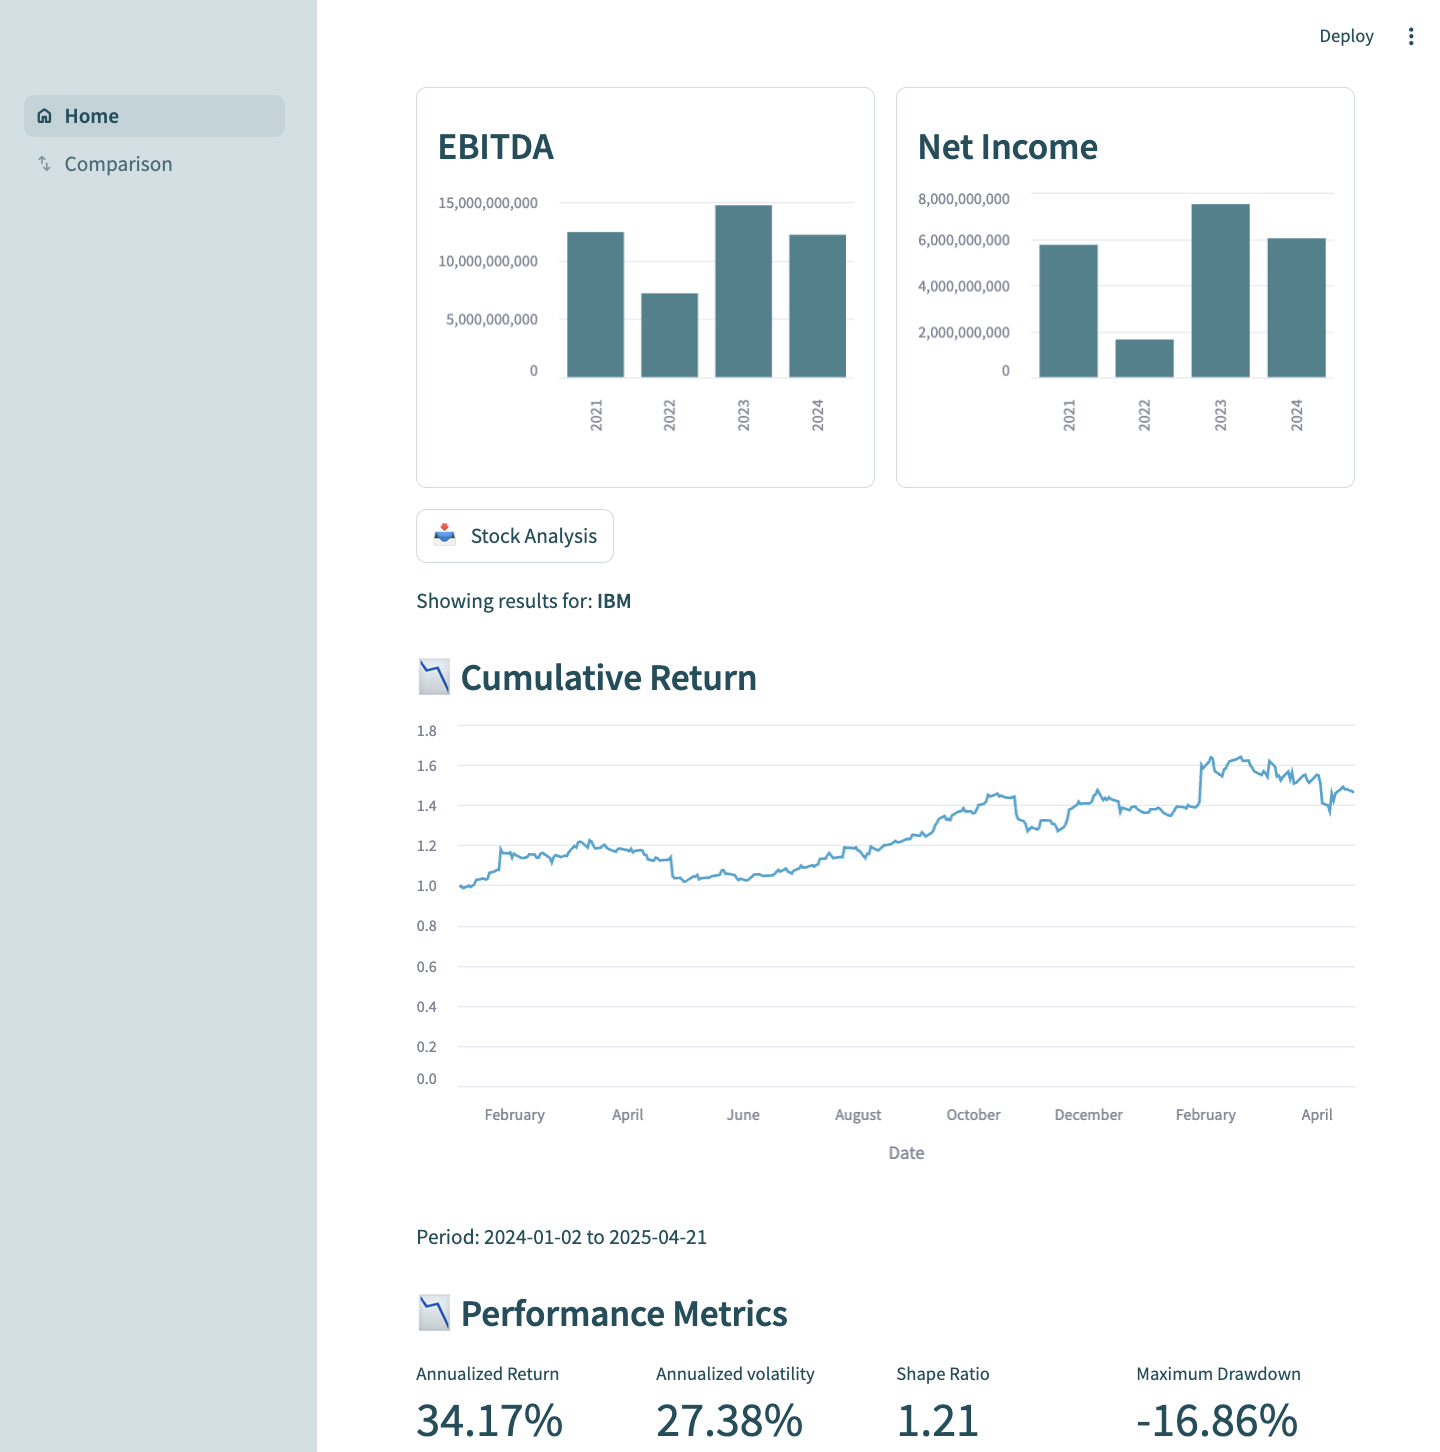 Deploy
Home
Comparison
EBITDA
15,000,000,000
10,000,000,000
5,000,000,000
0
2021
2022
2023
2024
Net Income
8,000,000,000
6,000,000,000
4,000,000,000
2,000,000,000
0
2021
2022
2023
2024
Stock Analysis
Showing results for: IBM
Cumulative Return
1.8
1.6
1.4
1.2
1.0
0.8
0.6
0.4
0.2
0.0
February April June August October December February April
Date
Period: 2024-01-02 to 2025-04-21
Performance Metrics
Annualized Return Annualized volatility Shape Ratio Maximum Drawdown
34.17% 27.38% 1.21 -16.86%